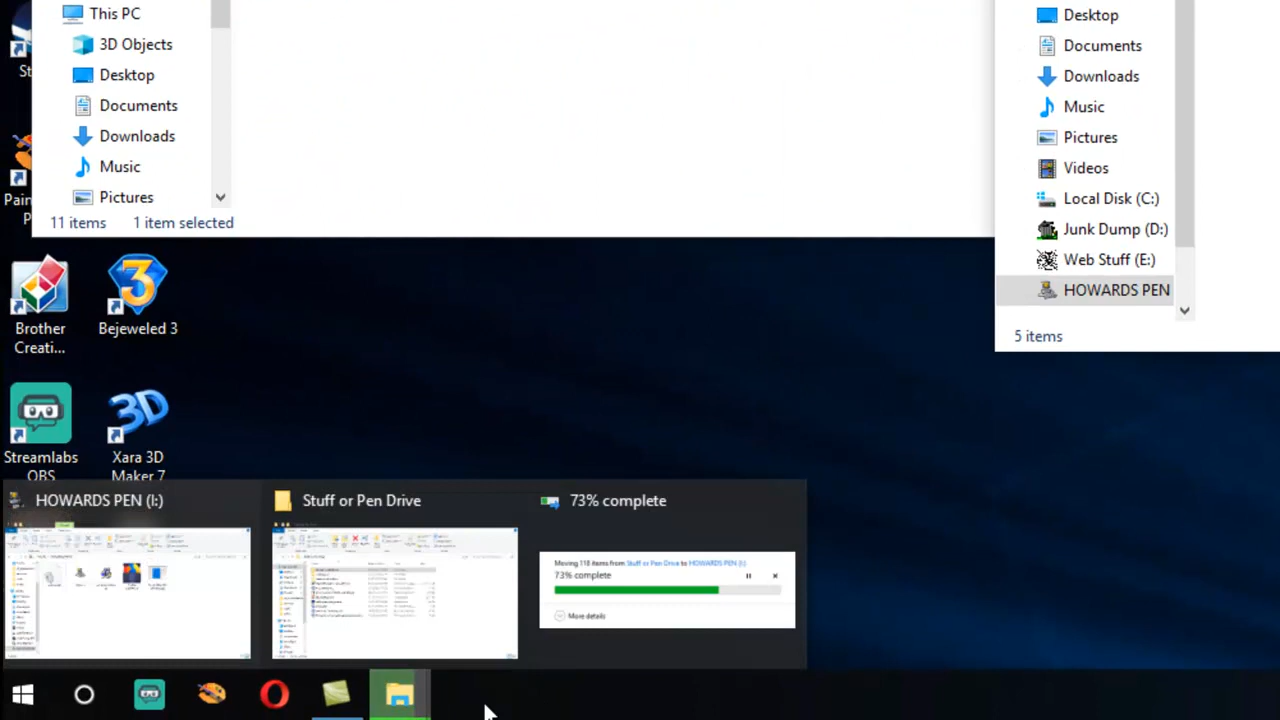 This PC
3D Objects
Desktop
Documents
Downloads
Music
Pictures
11 items 1 item selected
Desktop
Documents
Downloads
Music
Pictures
Videos
Local Disk (C:)
Junk Dump (D:)
Web Stuff (E:)
HOWARDS PEN
5 items
St
Pain
P
Brother
Creati...
Bejeweled 3
Streamlabs
OBS
Xara 3D
Maker 7
HOWARDS PEN (I:)
Stuff or Pen Drive
73% complete
Moving 118 items from Stuff or Pen Drive to HOWARDS PEN (I:)
73% complete
More details